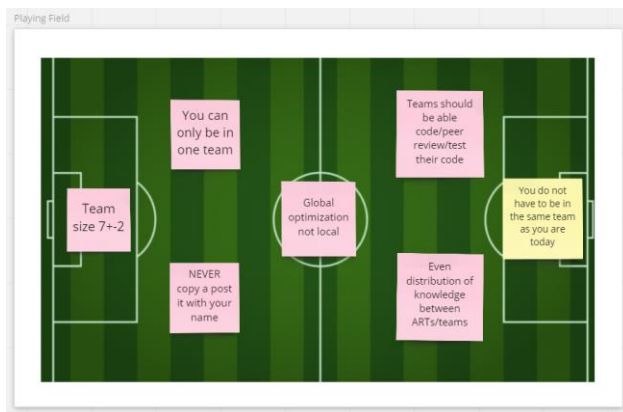 Playing Field
You can
only be in
one team
Teams should
be able
code/peer
review/test
their code
Team
size 7+-2
Global
optimization
not local
You do not
have to be in
the same team
as you are
today
NEVER
copy a post
it with your
name
Even
distribution of
knowledge
between
ARTs/teams